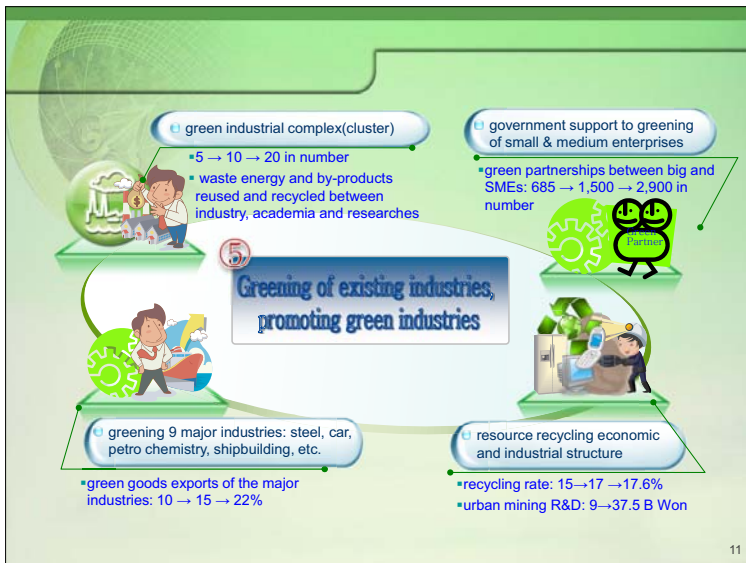 green industrial complex(cluster)
5 → 10 → 20 in number
waste energy and by-products
reused and recycled between
industry, academia and researches
government support to greening
of small & medium enterprises
green partnerships between big and
SMEs: 685 → 1,500 → 2,900 in
number
Green
Partner
⑤
Greening of existing industries,
promoting green industries
greening 9 major industries: steel, car,
petro chemistry, shipbuilding, etc.
green goods exports of the major
industries: 10 → 15 → 22%
resource recycling economic
and industrial structure
recycling rate: 15→17 →17.6%
urban mining R&D: 9→37.5 B Won
11